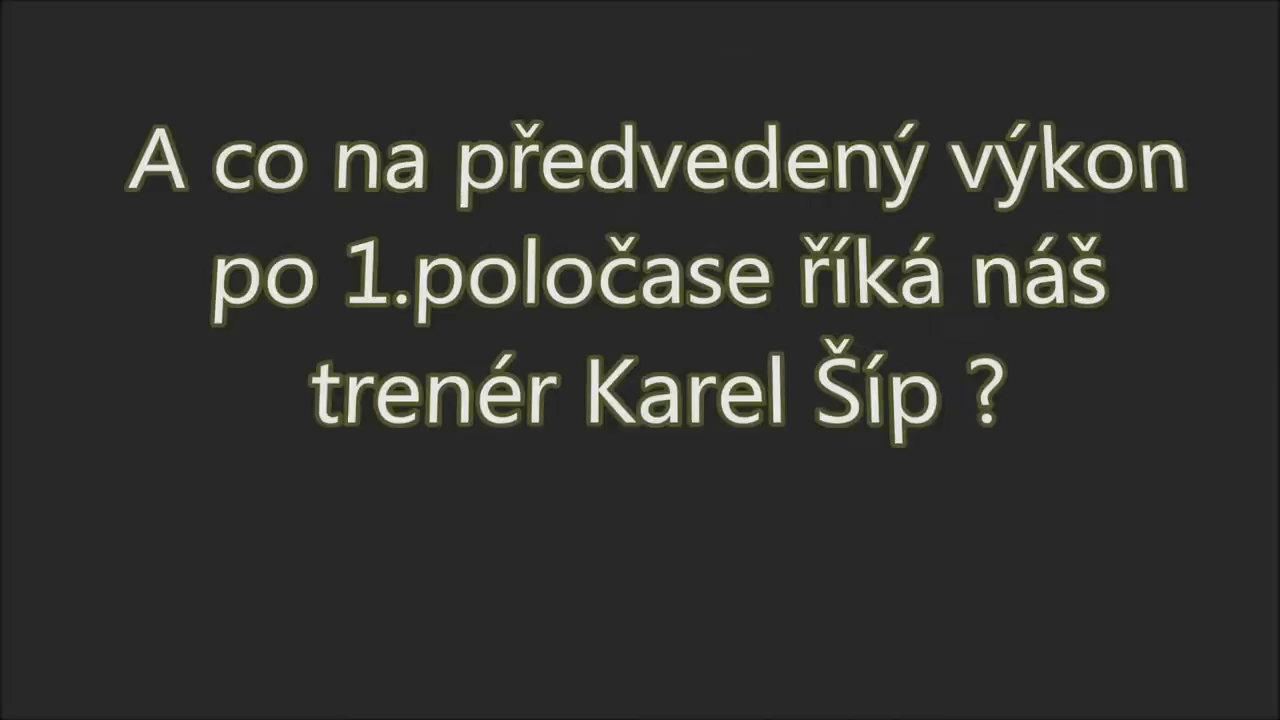 A co na předvedený výkon
po 1.poločase říká náš
trenér Karel Šíp ?